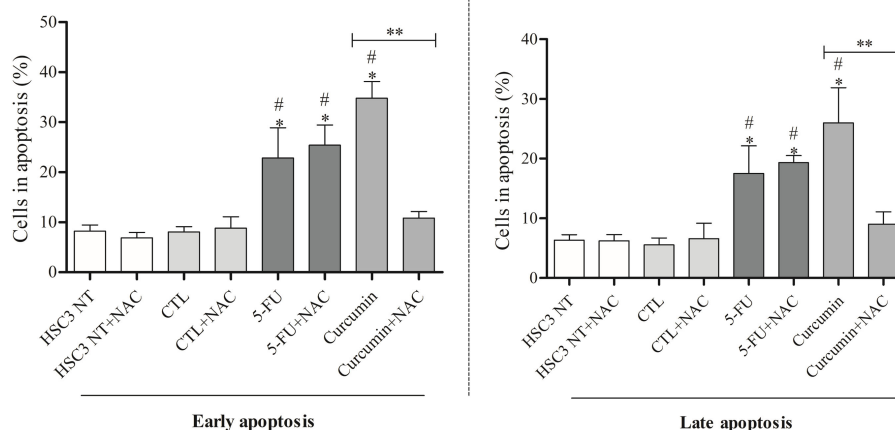 50
40
30
20
10
0
Cells in apoptosis (%)
# *
# *
# *
**
HSC3 NT
HSC3 NT+NAC
CTL
CTL+NAC
5-FU
5-FU+NAC
Curcumin
Curcumin+NAC
Early apoptosis
40
30
20
10
0
Cells in apoptosis (%)
# *
# *
# *
**
HSC3 NT
HSC3 NT+NAC
CTL
CTL+NAC
5-FU
5-FU+NAC
Curcumin
Curcumin+NAC
Late apoptosis